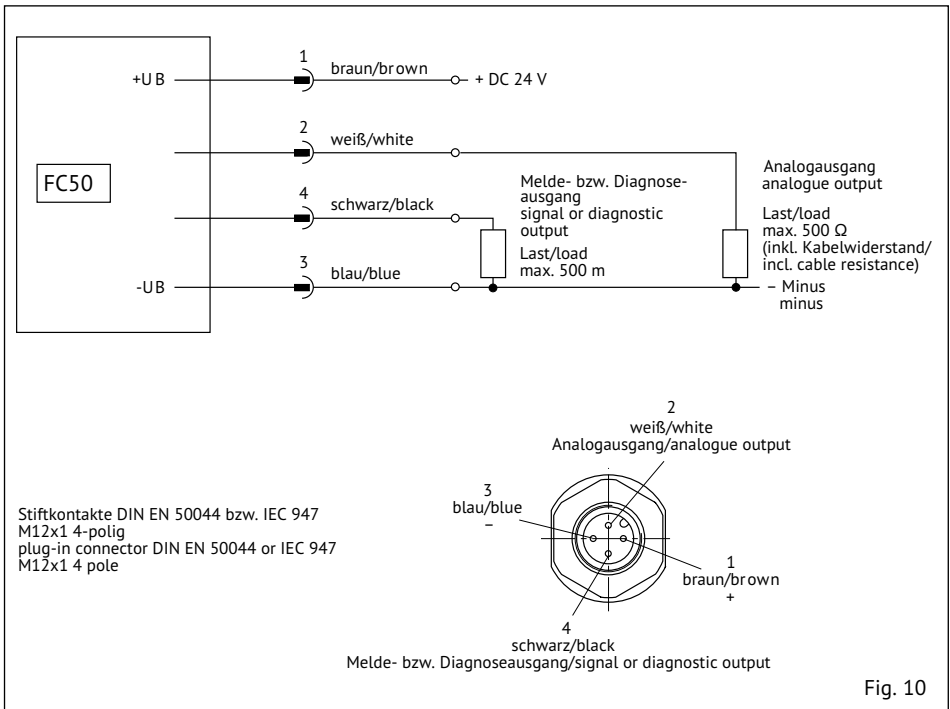 1
+UB
braun/brown
+ DC 24 V
2
weiß/white
FC50
4
schwarz/black
Melde- bzw. Diagnose-
ausgang
signal or diagnostic
output
Last/load
max. 500 m
Analogausgang
analogue output
Last/load
max. 500 Ω
(inkl. Kabelwiderstand/
incl. cable resistance)
3
-UB
blau/blue
– Minus
minus
2
weiß/white
Analogausgang/analogue output
3
blau/blue
–
Stiftkontakte DIN EN 50044 bzw. IEC 947
M12x1 4-polig
plug-in connector DIN EN 50044 or IEC 947
M12x1 4 pole
1
braun/brown
+
4
schwarz/black
Melde- bzw. Diagnoseausgang/signal or diagnostic output
Fig. 10